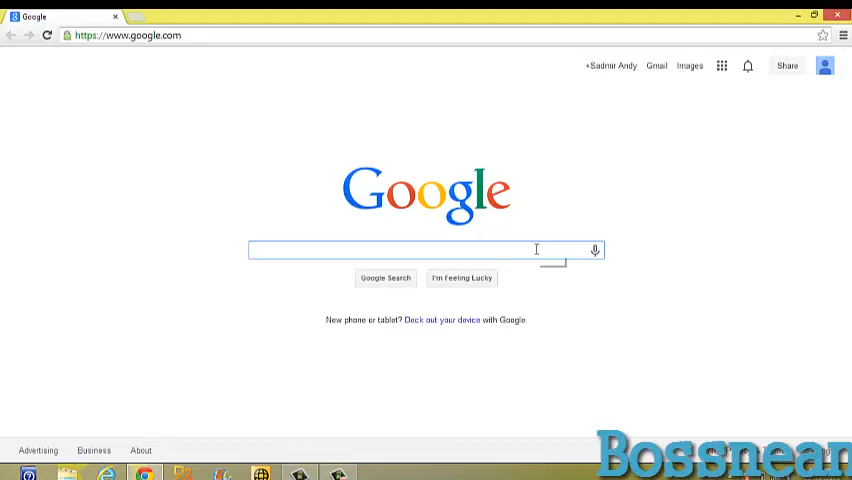 Google
https://www.google.com
+Sadmir Andy Gmail Images Share
Google
Google Search I'm Feeling Lucky
New phone or tablet? Deck out your device with Google.
Advertising Business About
Bossnean